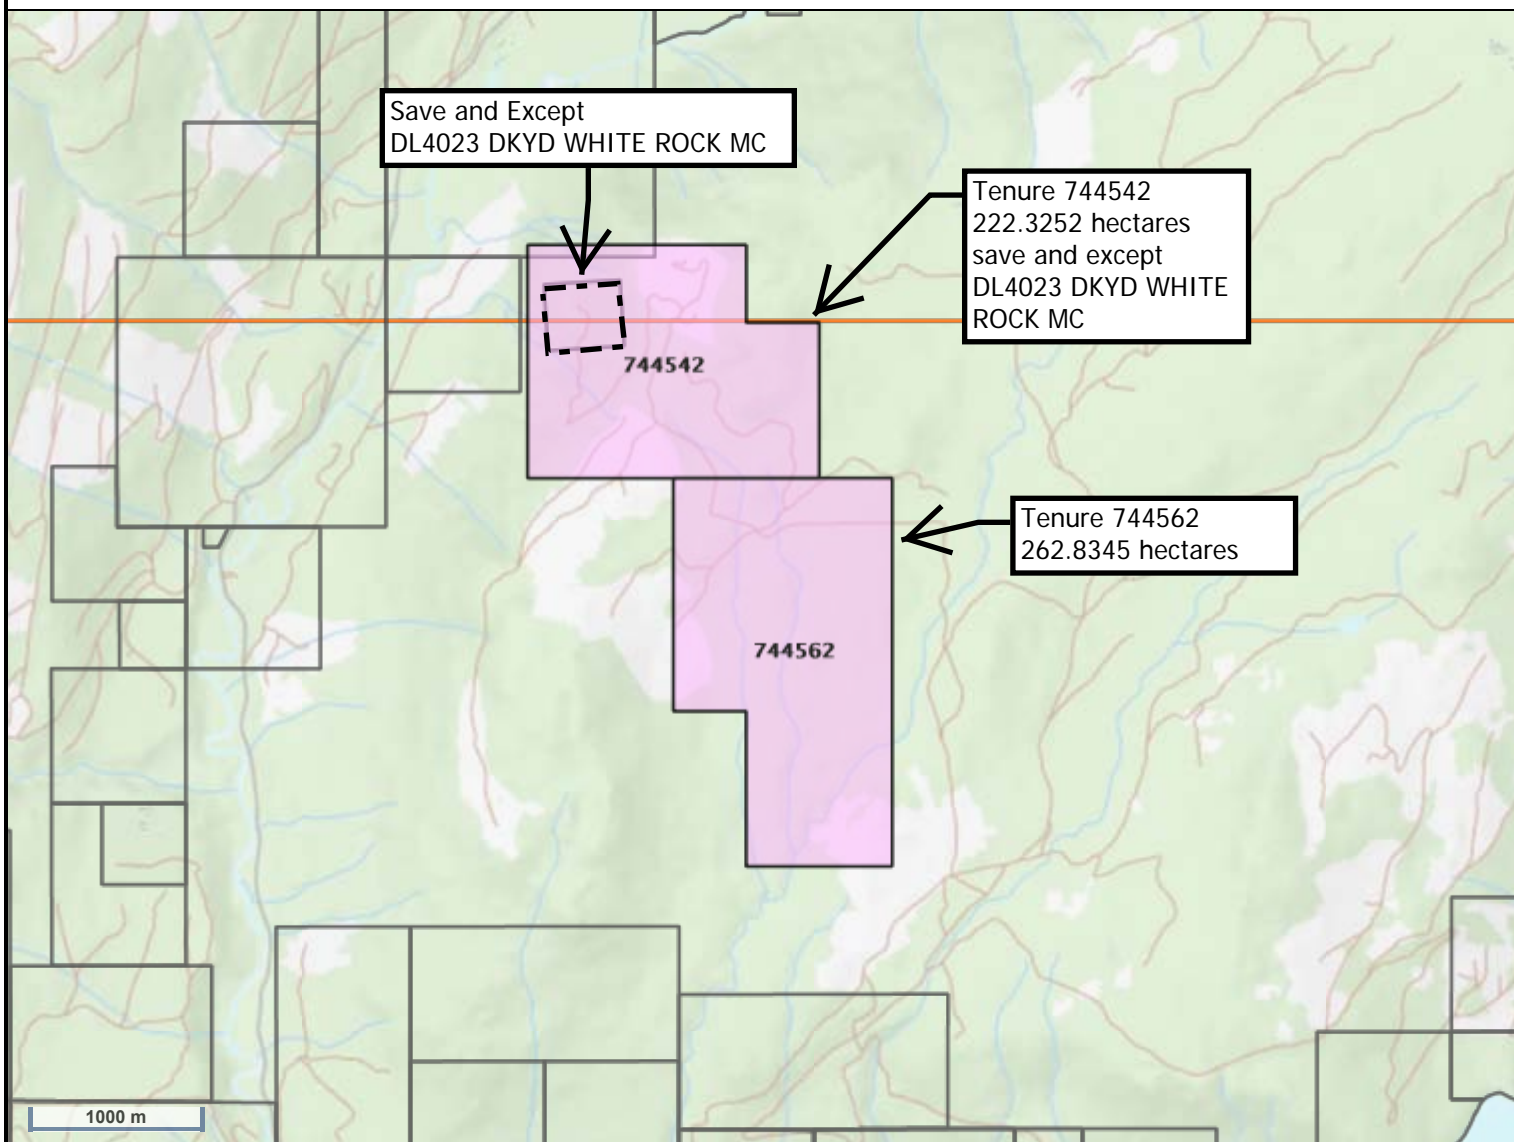 Save and Except
DL4023 DKYD WHITE ROCK MC
Tenure 744542
222.3252 hectares
save and except
DL4023 DKYD WHITE
ROCK MC
744542
Tenure 744562
262.8345 hectares
744562
1000 m